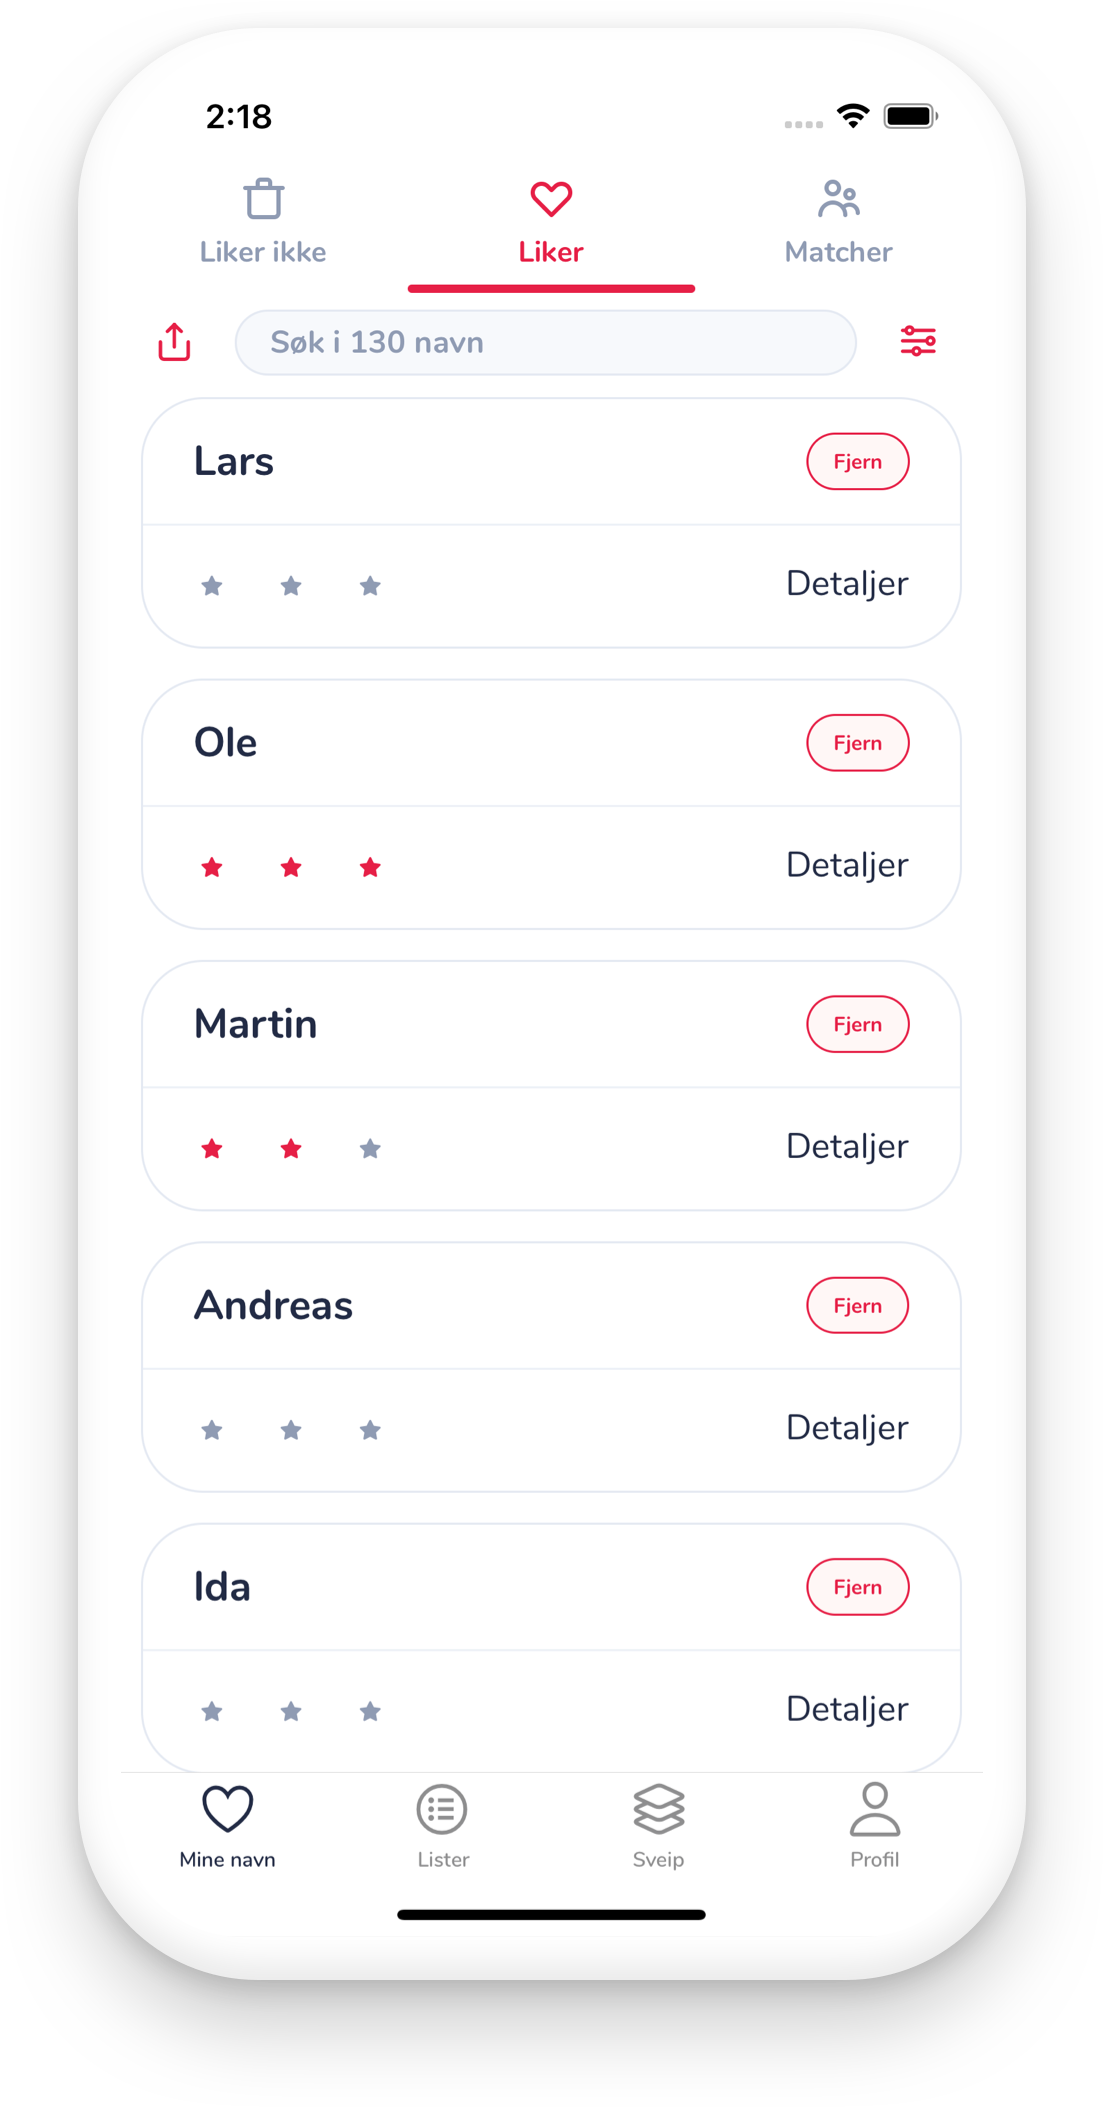 2:18
Liker ikke
Liker
Matcher
Søk i 130 navn
Lars
Fjern
Detaljer
Ole
Fjern
Detaljer
Martin
Fjern
Detaljer
Andreas
Fjern
Detaljer
Ida
Fjern
Detaljer
Mine navn
Lister
Sveip
Profil